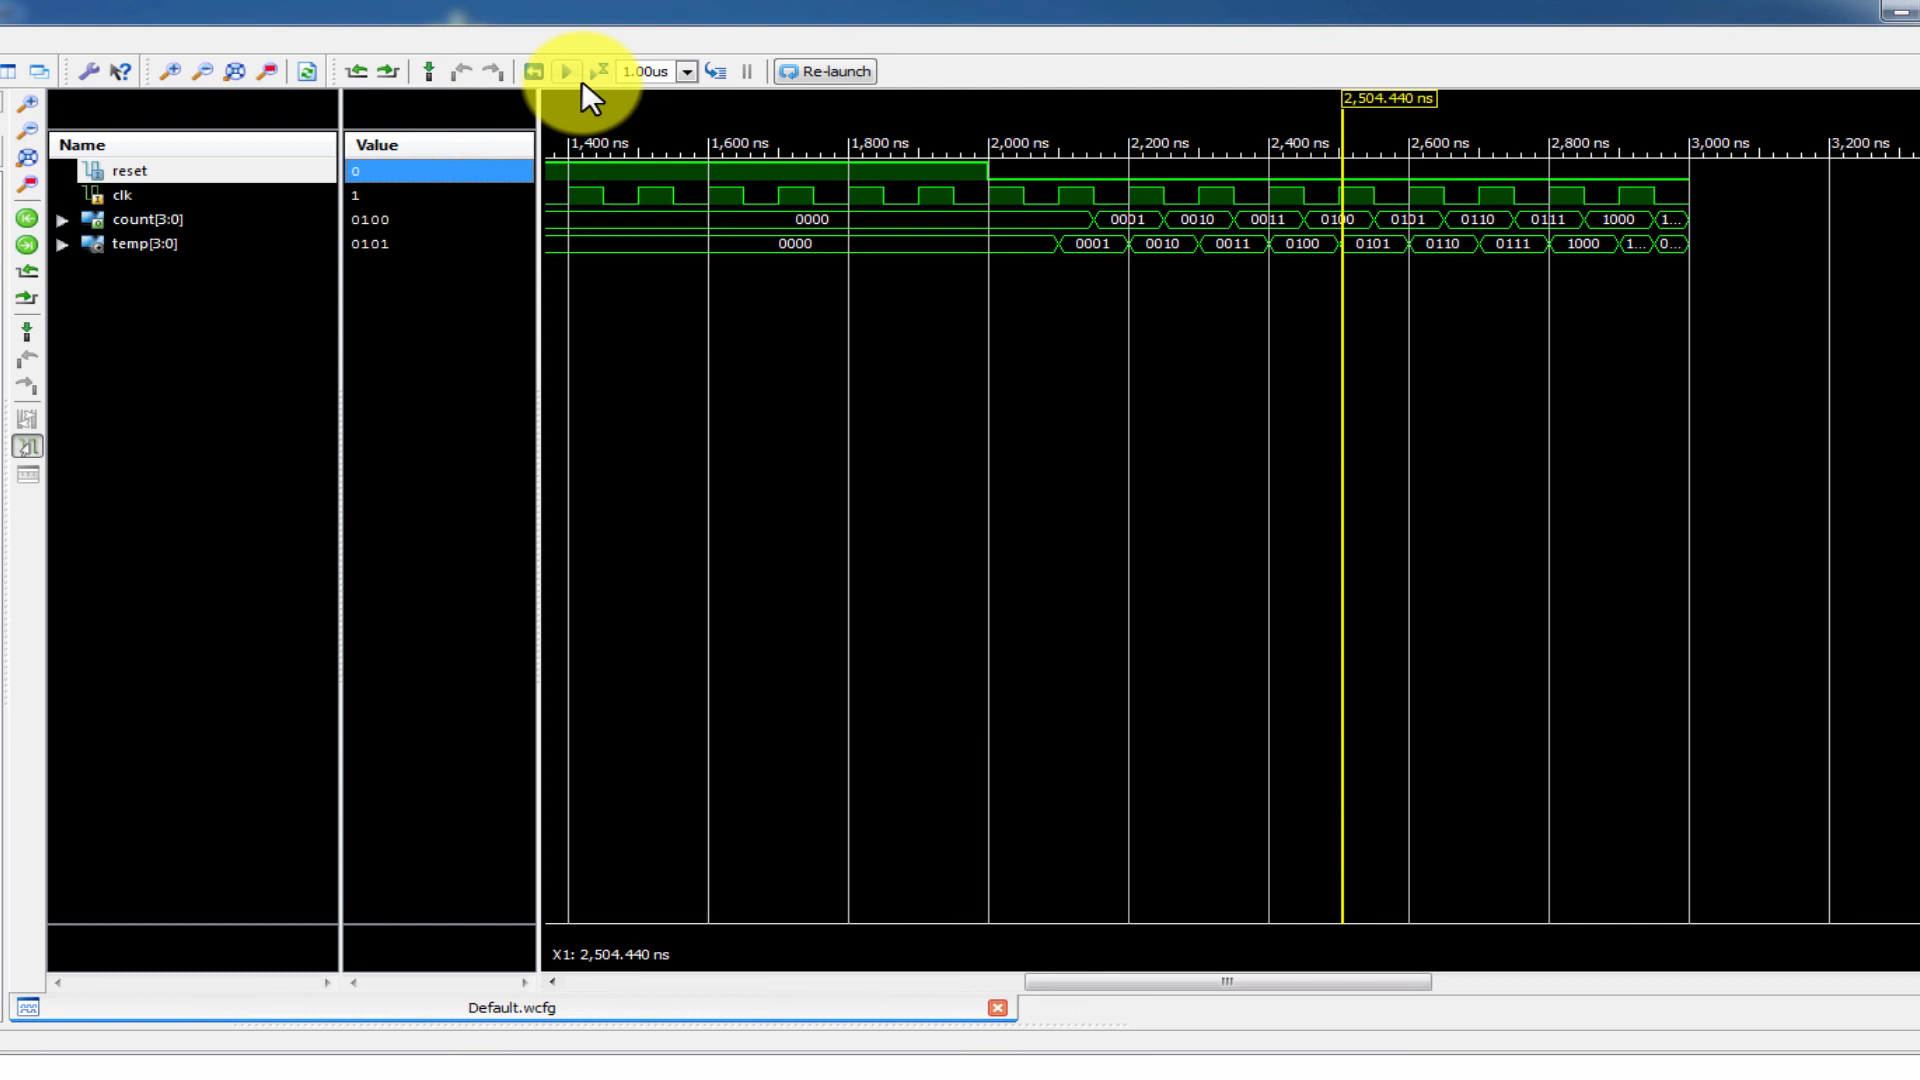 1.00us
Re-launch
2,504.440 ns
Name
Value
1,400 ns
1,600 ns
1,800 ns
2,000 ns
2,200 ns
2,400 ns
2,600 ns
2,800 ns
3,000 ns
3,200 ns
reset
0
clk
1
count[3:0]
0100
0000 0001 0010 0011 0100 0101 0110 0111 1000 1...
temp[3:0]
0101
0000 0001 0010 0011 0100 0101 0110 0111 1000 1... 0...
X1: 2,504.440 ns
Default.wcfg